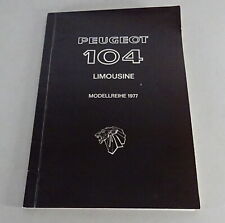 PEUGEOT
104
LIMOUSINE
MODELLREIHE 1977